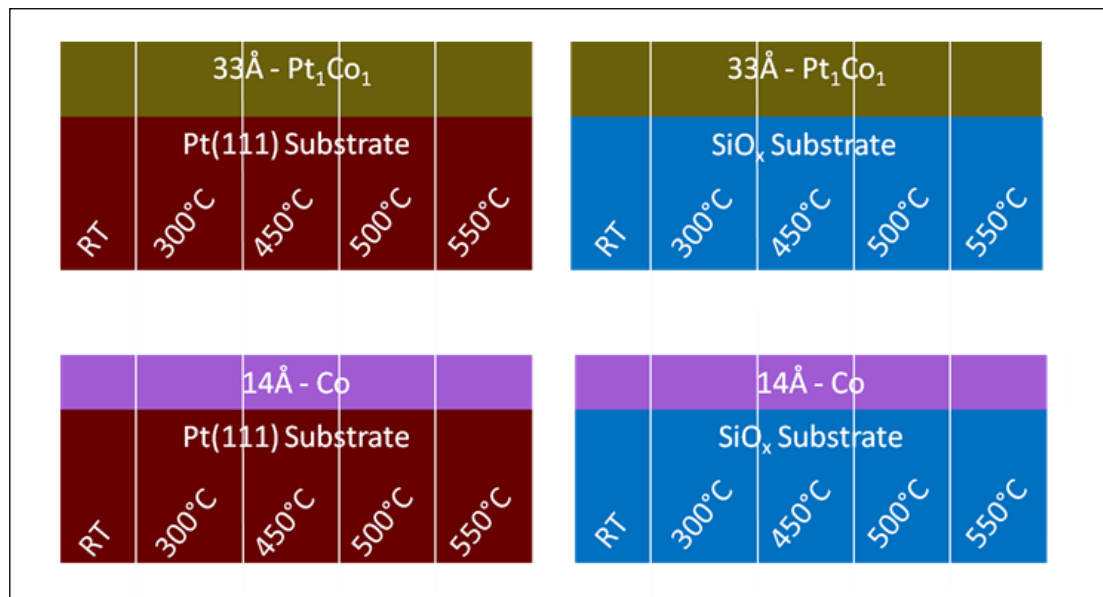 33Å - Pt₁Co₁
Pt(111) Substrate
RT 300°C 450°C 500°C 550°C
33Å - Pt₁Co₁
SiOₓ Substrate
RT 300°C 450°C 500°C 550°C
14Å - Co
Pt(111) Substrate
RT 300°C 450°C 500°C 550°C
14Å - Co
SiOₓ Substrate
RT 300°C 450°C 500°C 550°C